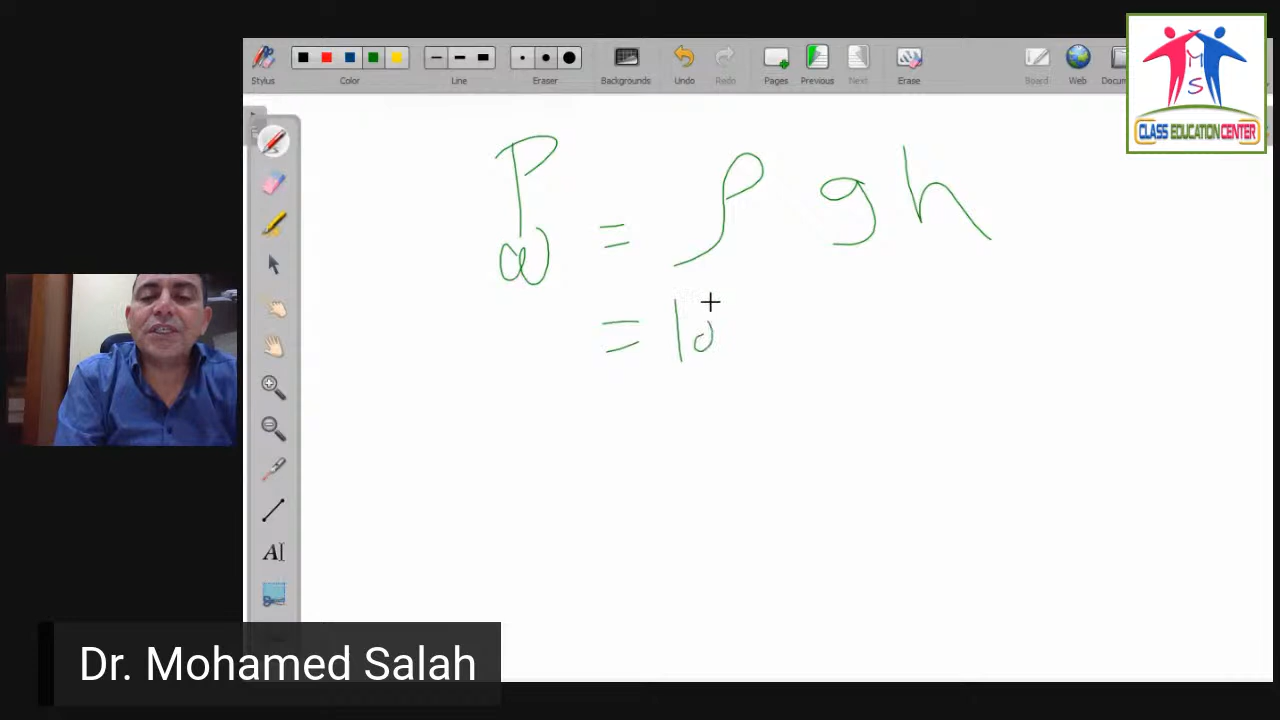 Stylus Color Line Eraser Backgrounds Undo Redo Pages Previous Next Erase Board Web
M
S
CLASS EDUCATION CENTER
P = ρ g h
ω
= 10
AI
Dr. Mohamed Salah